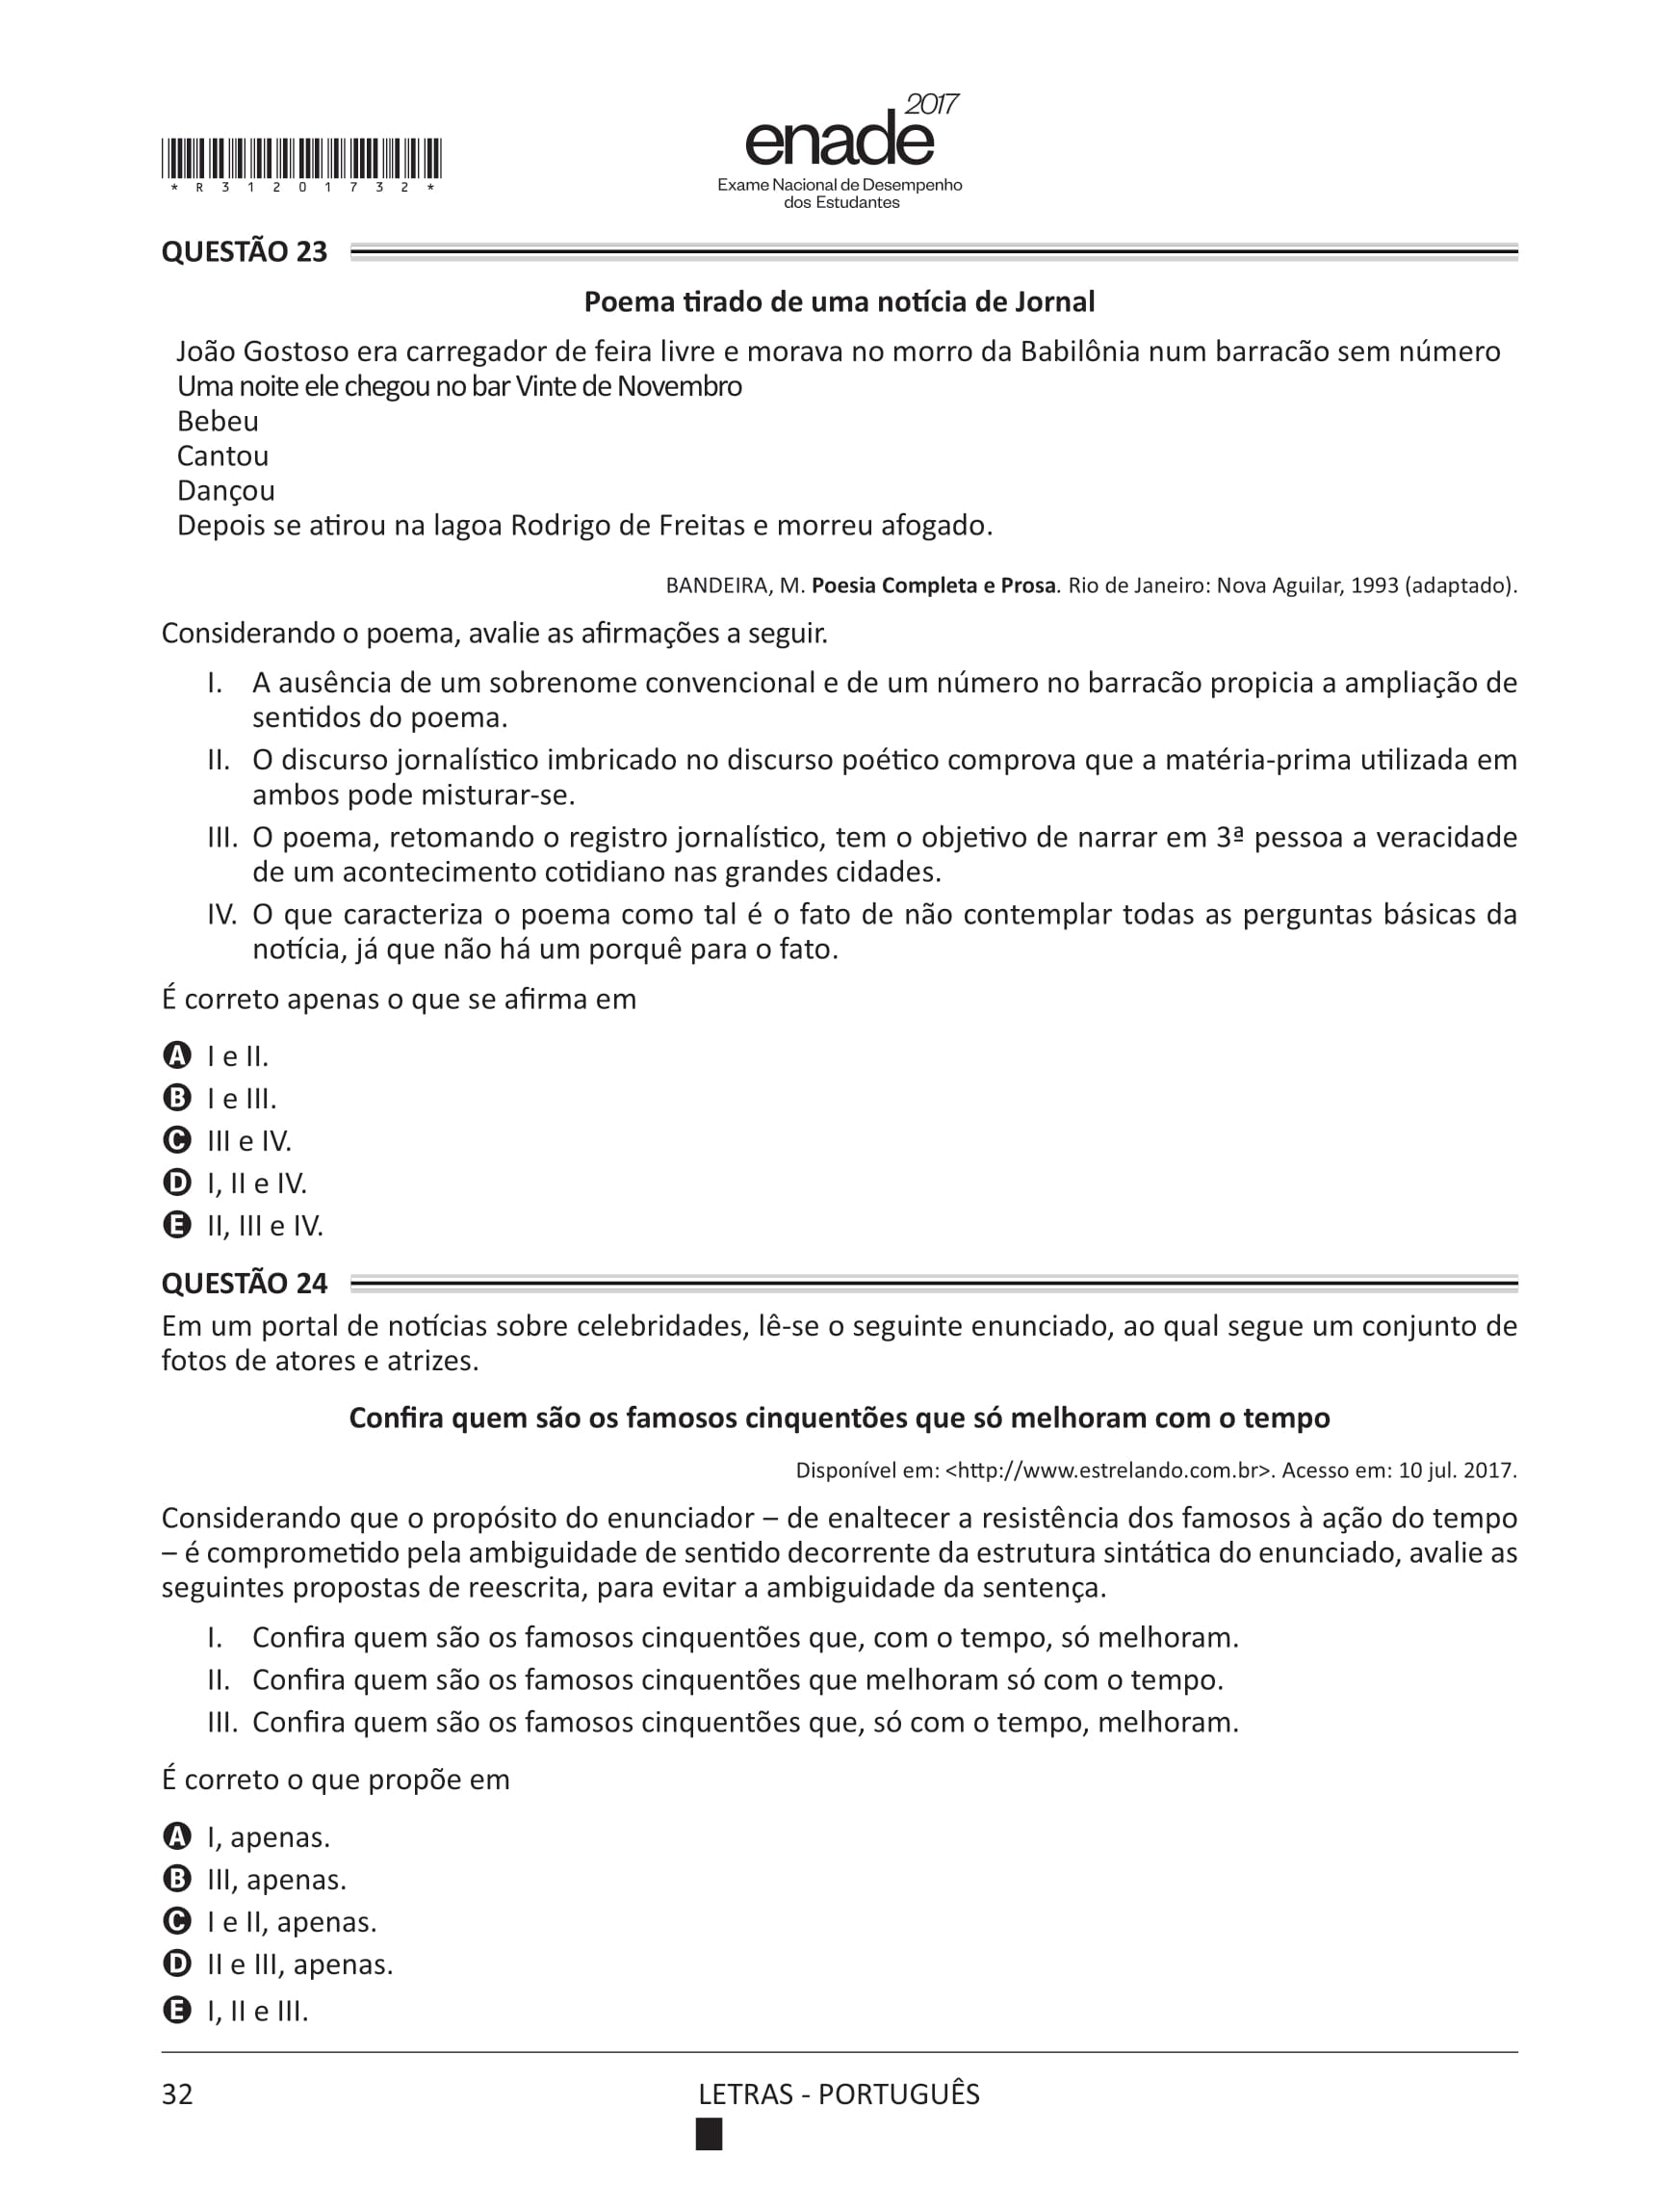 2017
enade
Exame Nacional de Desempenho
dos Estudantes
* R 3 1 2 0 1 7 3 2 *
QUESTÃO 23
Poema tirado de uma notícia de Jornal
João Gostoso era carregador de feira livre e morava no morro da Babilônia num barracão sem número
Uma noite ele chegou no bar Vinte de Novembro
Bebeu
Cantou
Dançou
Depois se atirou na lagoa Rodrigo de Freitas e morreu afogado.
BANDEIRA, M. Poesia Completa e Prosa. Rio de Janeiro: Nova Aguilar, 1993 (adaptado).
Considerando o poema, avalie as afirmações a seguir.
I. A ausência de um sobrenome convencional e de um número no barracão propicia a ampliação de
sentidos do poema.
II. O discurso jornalístico imbricado no discurso poético comprova que a matéria-prima utilizada em
ambos pode misturar-se.
III. O poema, retomando o registro jornalístico, tem o objetivo de narrar em 3ª pessoa a veracidade
de um acontecimento cotidiano nas grandes cidades.
IV. O que caracteriza o poema como tal é o fato de não contemplar todas as perguntas básicas da
notícia, já que não há um porquê para o fato.
É correto apenas o que se afirma em
A I e II.
B I e III.
C III e IV.
D I, II e IV.
E II, III e IV.
QUESTÃO 24
Em um portal de notícias sobre celebridades, lê-se o seguinte enunciado, ao qual segue um conjunto de
fotos de atores e atrizes.
Confira quem são os famosos cinquentões que só melhoram com o tempo
Disponível em: <http://www.estrelando.com.br>. Acesso em: 10 jul. 2017.
Considerando que o propósito do enunciador – de enaltecer a resistência dos famosos à ação do tempo
– é comprometido pela ambiguidade de sentido decorrente da estrutura sintática do enunciado, avalie as
seguintes propostas de reescrita, para evitar a ambiguidade da sentença.
I. Confira quem são os famosos cinquentões que, com o tempo, só melhoram.
II. Confira quem são os famosos cinquentões que melhoram só com o tempo.
III. Confira quem são os famosos cinquentões que, só com o tempo, melhoram.
É correto o que propõe em
A I, apenas.
B III, apenas.
C I e II, apenas.
D II e III, apenas.
E I, II e III.
32
LETRAS - PORTUGUÊS